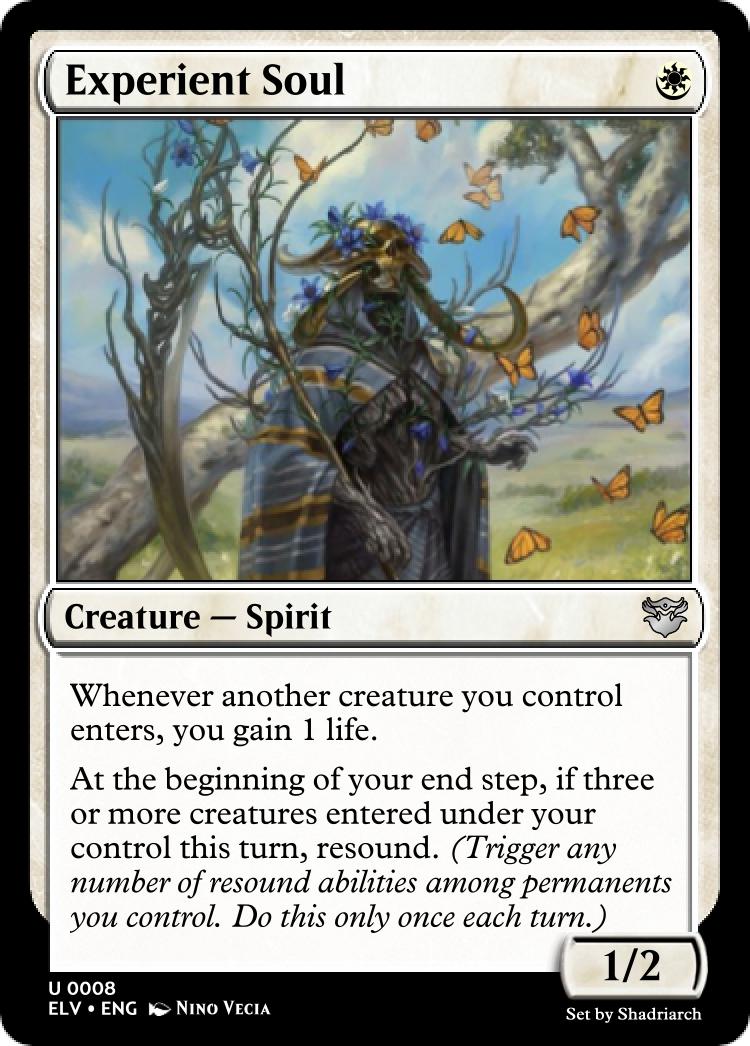 Experient Soul
Creature — Spirit
Whenever another creature you control
enters, you gain 1 life.
At the beginning of your end step, if three
or more creatures entered under your
control this turn, resound. (Trigger any
number of resound abilities among permanents
you control. Do this only once each turn.)
1/2
U 0008
ELV • ENG Nino Vecia
Set by Shadriarch